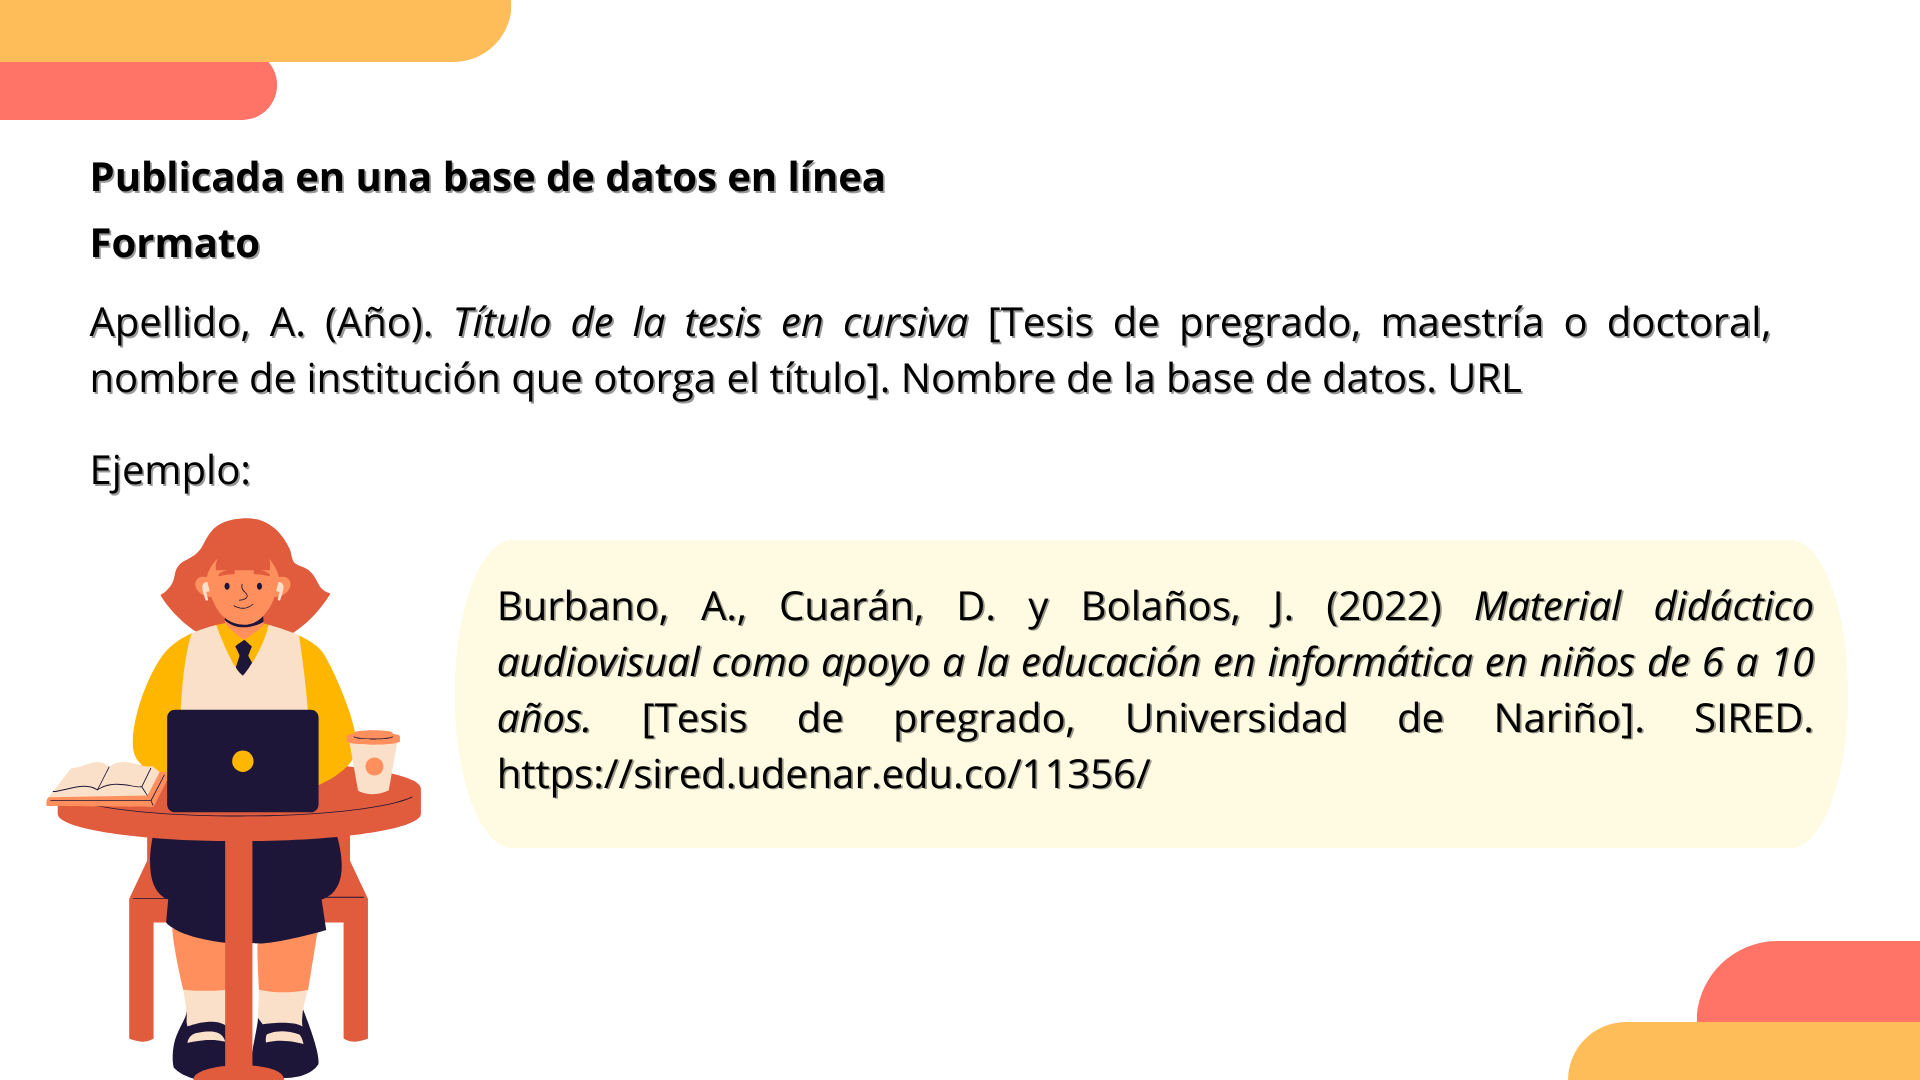 Publicada en una base de datos en línea
Formato
Apellido, A. (Año). Título de la tesis en cursiva [Tesis de pregrado, maestría o doctoral,
nombre de institución que otorga el título]. Nombre de la base de datos. URL
Ejemplo:
Burbano, A., Cuarán, D. y Bolaños, J. (2022) Material didáctico
audiovisual como apoyo a la educación en informática en niños de 6 a 10
años. [Tesis de pregrado, Universidad de Nariño]. SIRED.
https://sired.udenar.edu.co/11356/